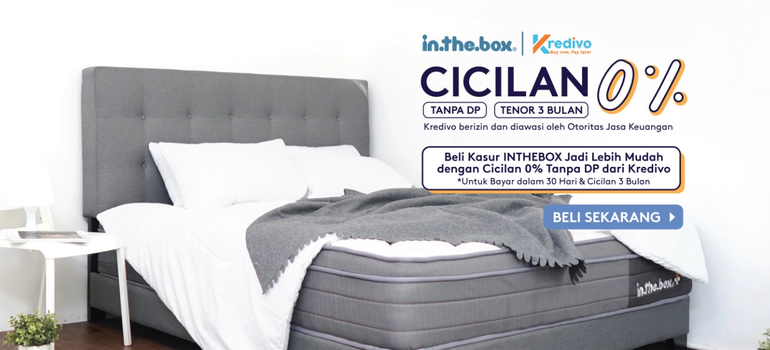 in.the.box® | Kredivo
Buy now, Pay later
CICILAN 0%
TANPA DP TENOR 3 BULAN
Kredivo berizin dan diawasi oleh Otoritas Jasa Keuangan
Beli Kasur INTHEBOX Jadi Lebih Mudah
dengan Cicilan 0% Tanpa DP dari Kredivo
*Untuk Bayar dalam 30 Hari & Cicilan 3 Bulan
BELI SEKARANG
in.the.box.